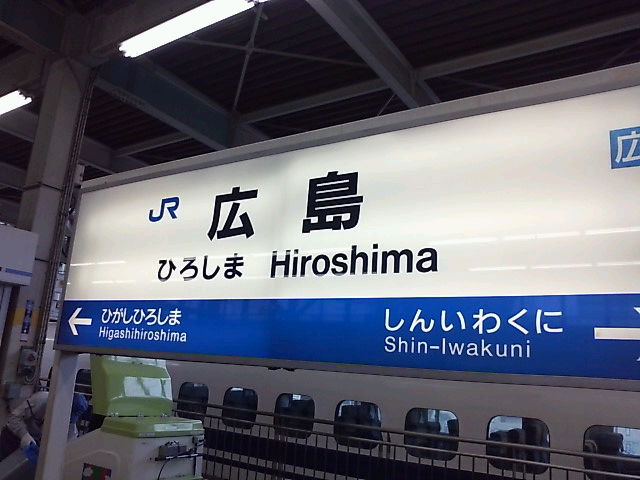 JR 広島
ひろしま Hiroshima
ひがしひろしま
Higashihiroshima
しんいわくに
Shin-Iwakuni
広